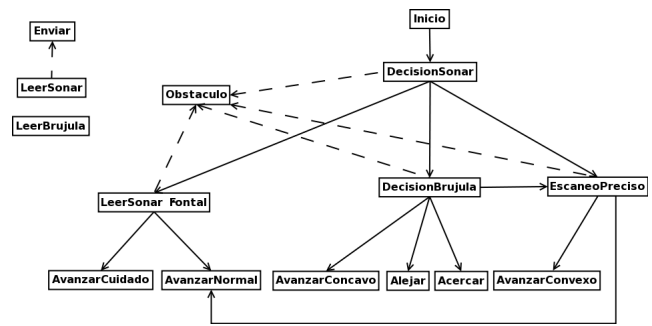 Inicio
Enviar
DecisionSonar
LeerSonar
Obstaculo
LeerBrujula
DecisionBrujula
EscaneoPreciso
LeerSonar Fontal
AvanzarCuidado
AvanzarNormal
AvanzarConcavo
Alejar
Acercar
AvanzarConvexo